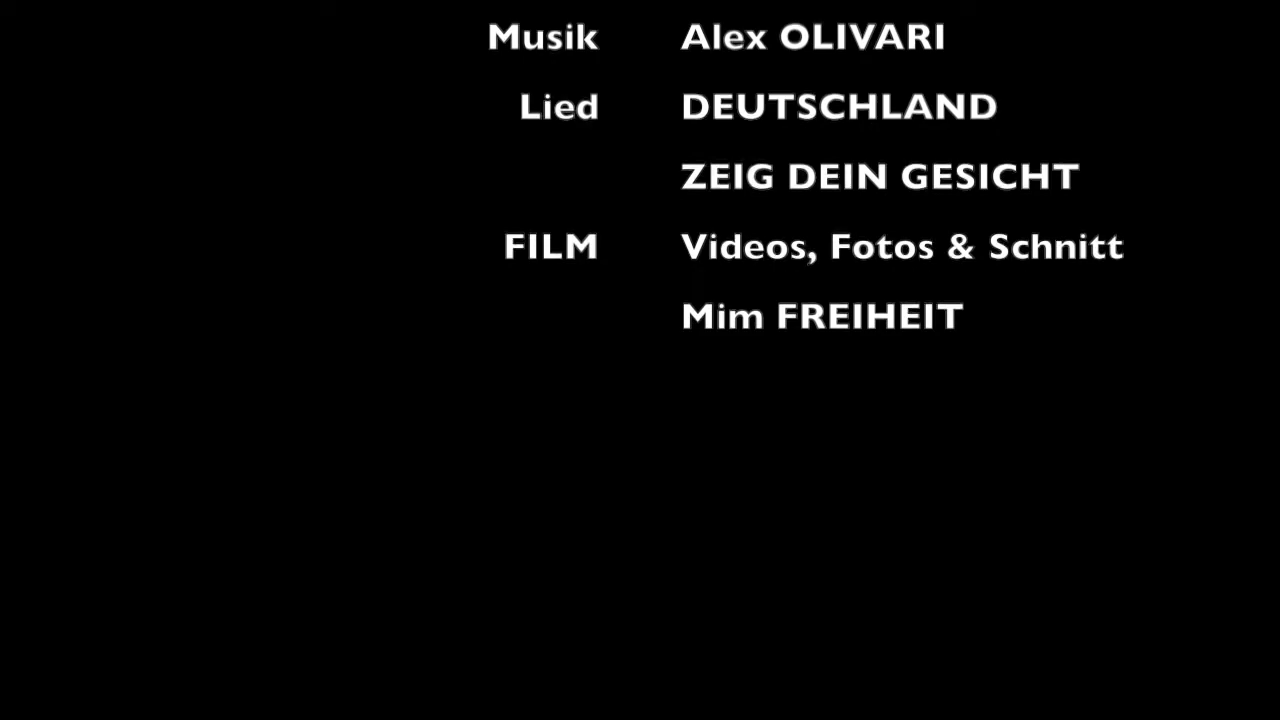 Musik Alex OLIVARI
Lied DEUTSCHLAND
ZEIG DEIN GESICHT
FILM Videos, Fotos & Schnitt
Mim FREIHEIT